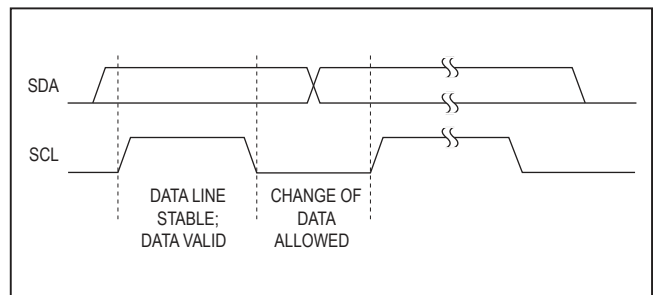 SDA
SCL
DATA LINE
STABLE;
DATA VALID
CHANGE OF
DATA
ALLOWED